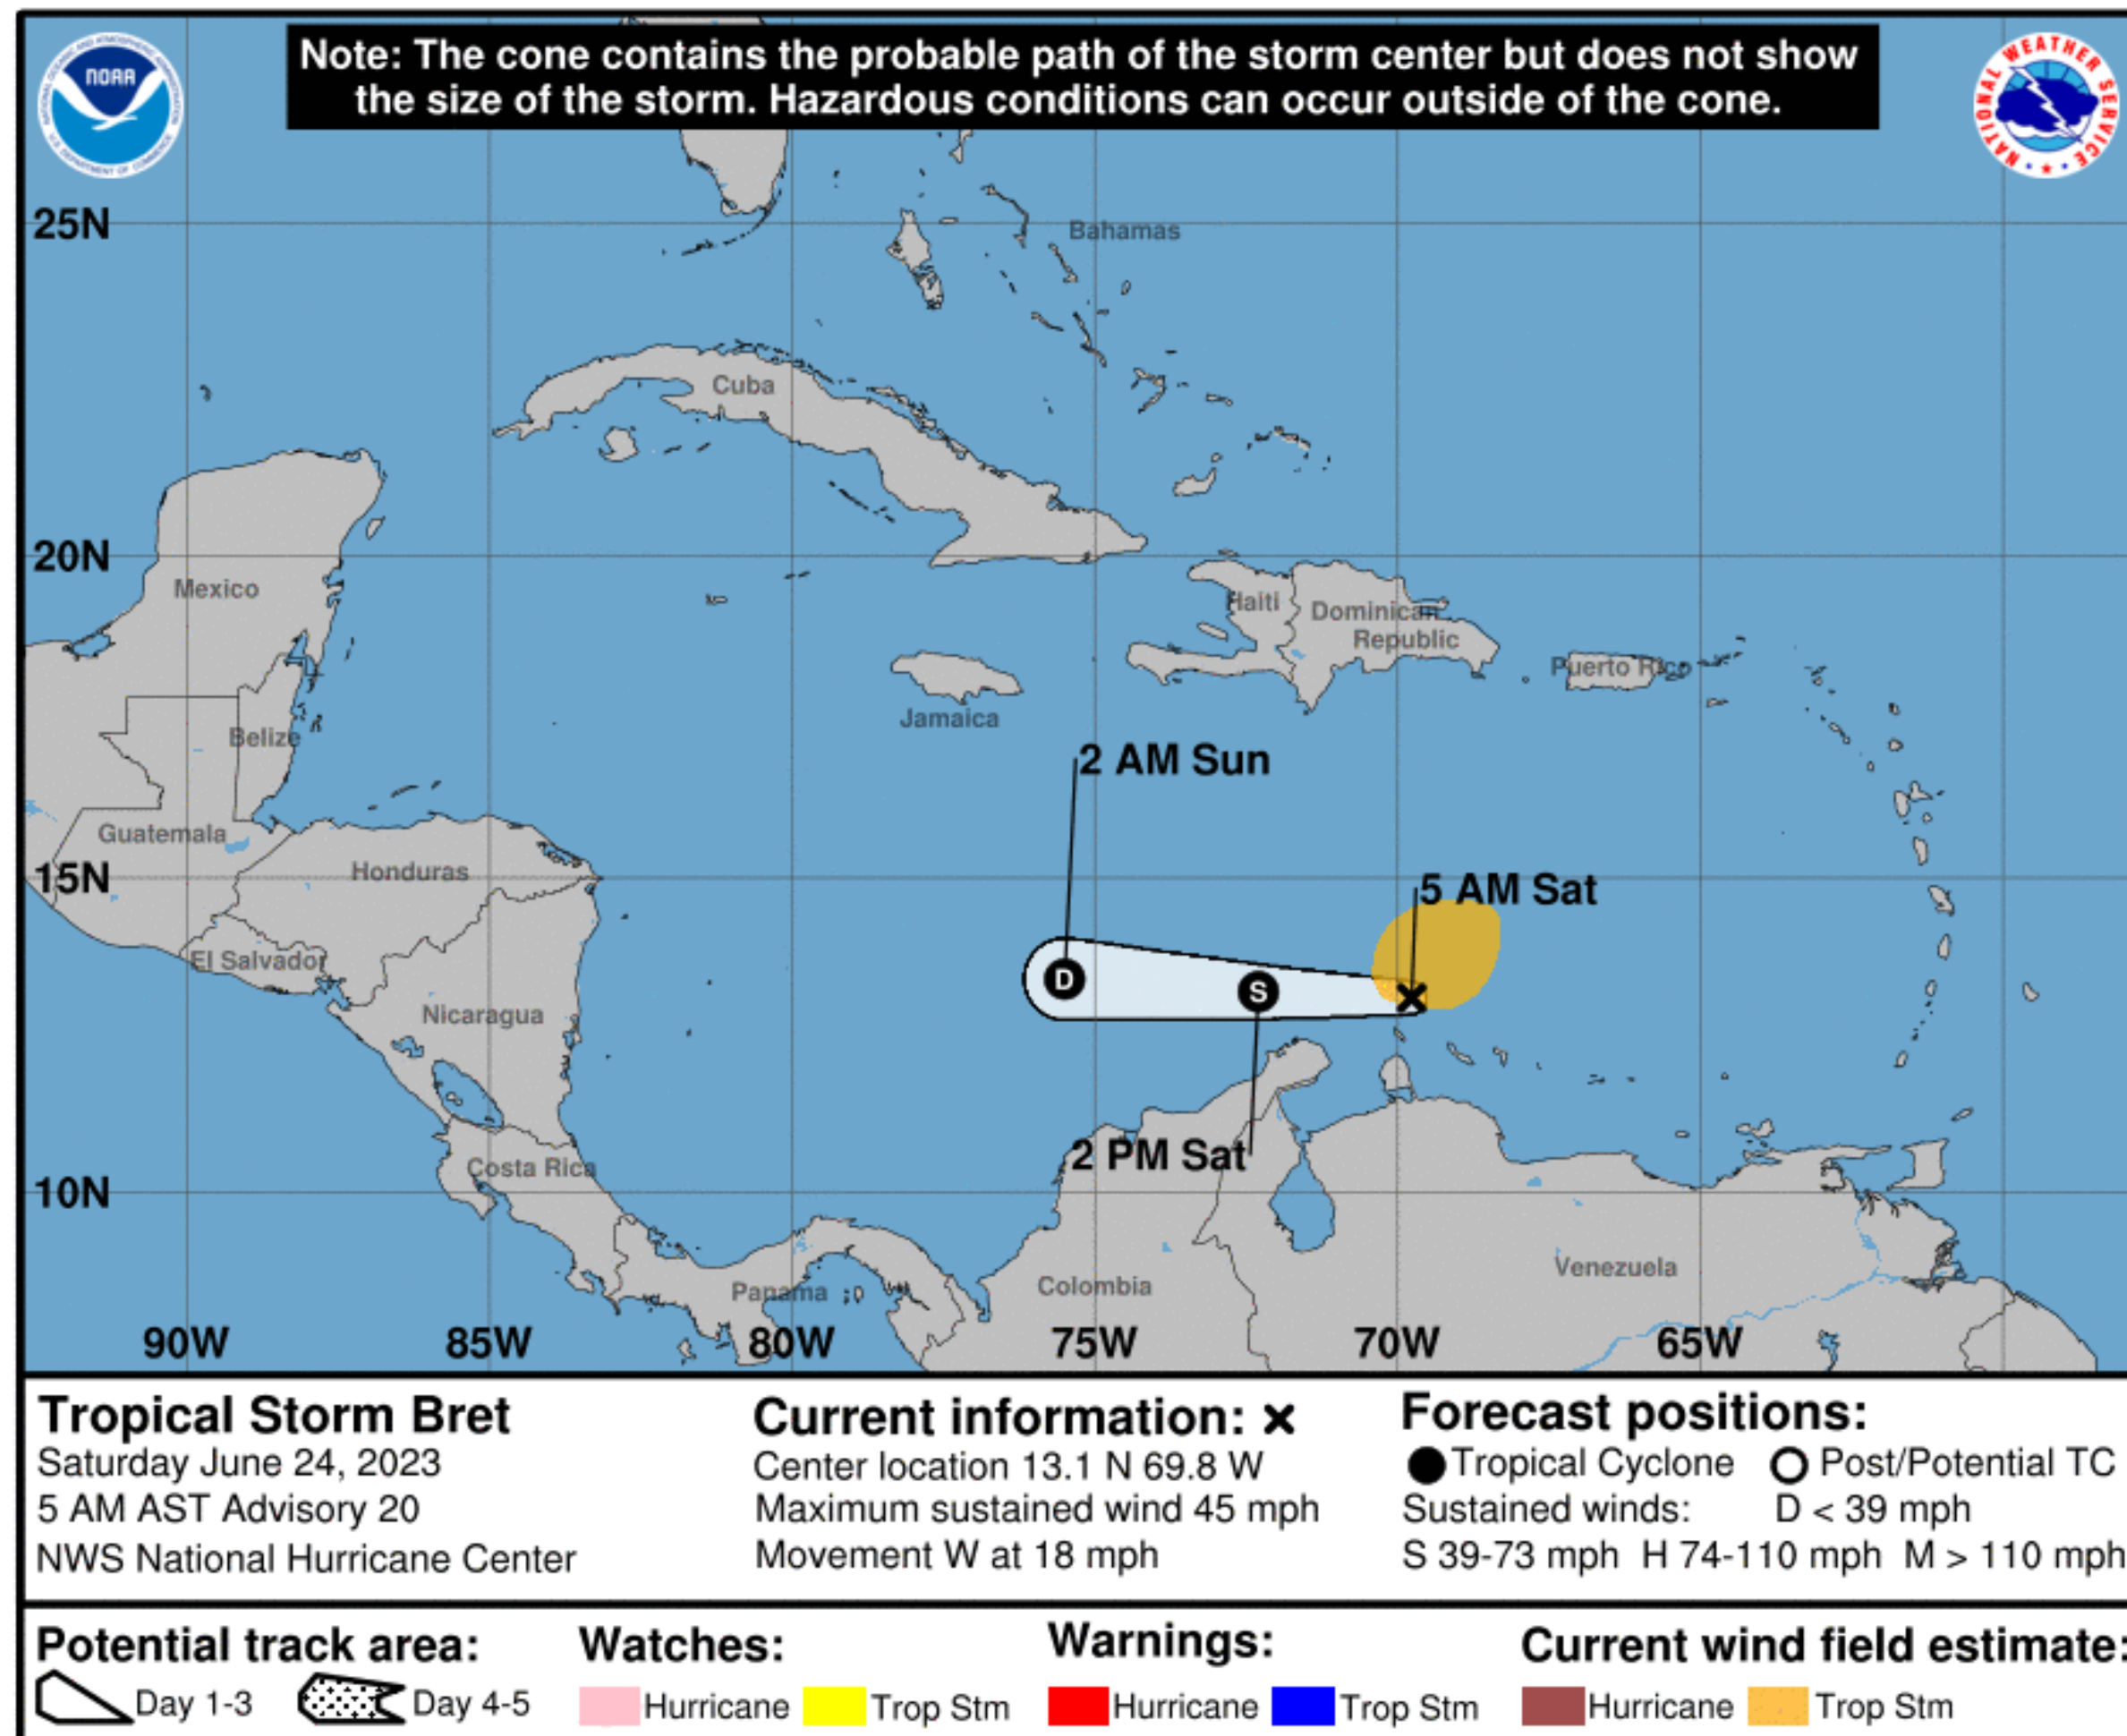 Note: The cone contains the probable path of the storm center but does not show
the size of the storm. Hazardous conditions can occur outside of the cone.
NOAA
NATIONAL WEATHER SERVICE
25N
Bahamas
Cuba
20N
Mexico
Haiti
Dominican
Republic
Puerto Rico
Jamaica
Belize
2 AM Sun
Guatemala
Honduras
15N
5 AM Sat
El Salvador
D
S
Nicaragua
2 PM Sat
Costa Rica
10N
Venezuela
Colombia
Panama
90W 85W 80W 75W 70W 65W
Tropical Storm Bret
Saturday June 24, 2023
5 AM AST Advisory 20
NWS National Hurricane Center
Current information: x
Center location 13.1 N 69.8 W
Maximum sustained wind 45 mph
Movement W at 18 mph
Forecast positions:
Tropical Cyclone Post/Potential TC
Sustained winds: D < 39 mph
S 39-73 mph H 74-110 mph M > 110 mph
Potential track area:
Day 1-3 Day 4-5
Watches:
Hurricane Trop Stm
Warnings:
Hurricane Trop Stm
Current wind field estimate:
Hurricane Trop Stm